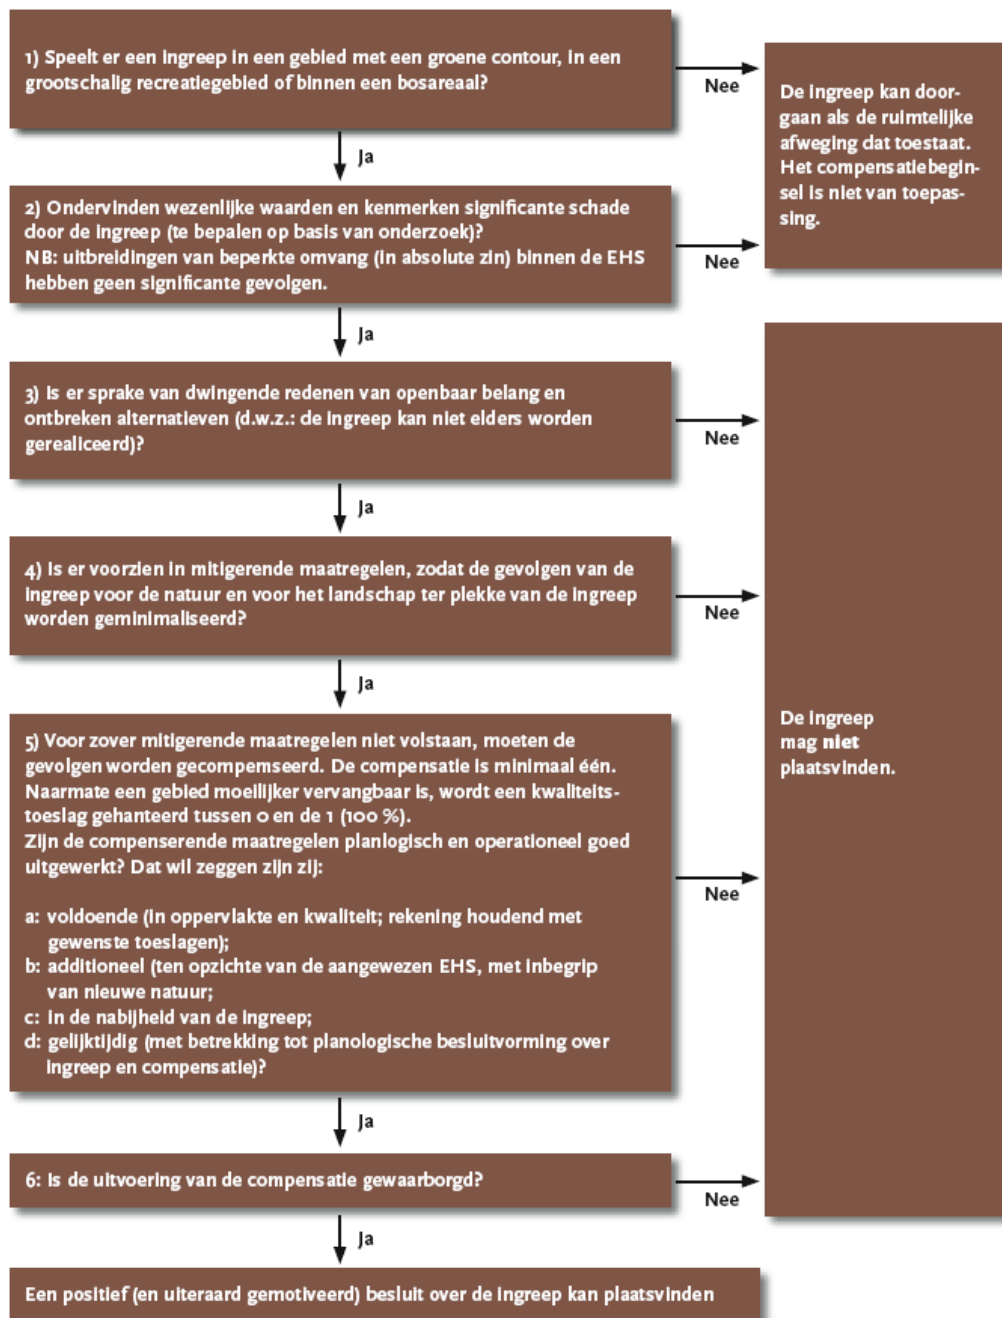 1) Speelt er een ingreep in een gebied met een groene contour, in een
grootschalig recreatiegebied of binnen een bosareaal?
Nee
De ingreep kan door-
gaan als de ruimtelijke
afweging dat toestaat.
Het compensatiebegin-
sel is niet van toepas-
sing.
Ja
2) Ondervinden wezenlijke waarden en kenmerken significante schade
door de ingreep (te bepalen op basis van onderzoek)?
NB: uitbreidingen van beperkte omvang (in absolute zin) binnen de EHS
hebben geen significante gevolgen.
Nee
Ja
3) Is er sprake van dwingende redenen van openbaar belang en
ontbreken alternatieven (d.w.z.: de ingreep kan niet elders worden
gerealiceerd)?
Nee
Ja
4) Is er voorzien in mitigerende maatregelen, zodat de gevolgen van de
ingreep voor de natuur en voor het landschap ter plekke van de ingreep
worden geminimaliseerd?
Nee
Ja
5) Voor zover mitigerende maatregelen niet volstaan, moeten de
gevolgen worden gecompemseerd. De compensatie is minimaal één.
Naarmate een gebied moeilijker vervangbaar is, wordt een kwaliteits-
toeslag gehanteerd tussen 0 en de 1 (100 %).
Zijn de compenserende maatregelen planlogisch en operationeel goed
uitgewerkt? Dat wil zeggen zijn zij:
a: voldoende (in oppervlakte en kwaliteit; rekening houdend met
gewenste toeslagen);
b: additioneel (ten opzichte van de aangewezen EHS, met inbegrip
van nieuwe natuur;
c: in de nabijheid van de ingreep;
d: gelijktijdig (met betrekking tot planologische besluitvorming over
ingreep en compensatie)?
Nee
De ingreep
mag niet
plaatsvinden.
Ja
6: Is de uitvoering van de compensatie gewaarborgd?
Nee
Ja
Een positief (en uiteraard gemotiveerd) besluit over de ingreep kan plaatsvinden